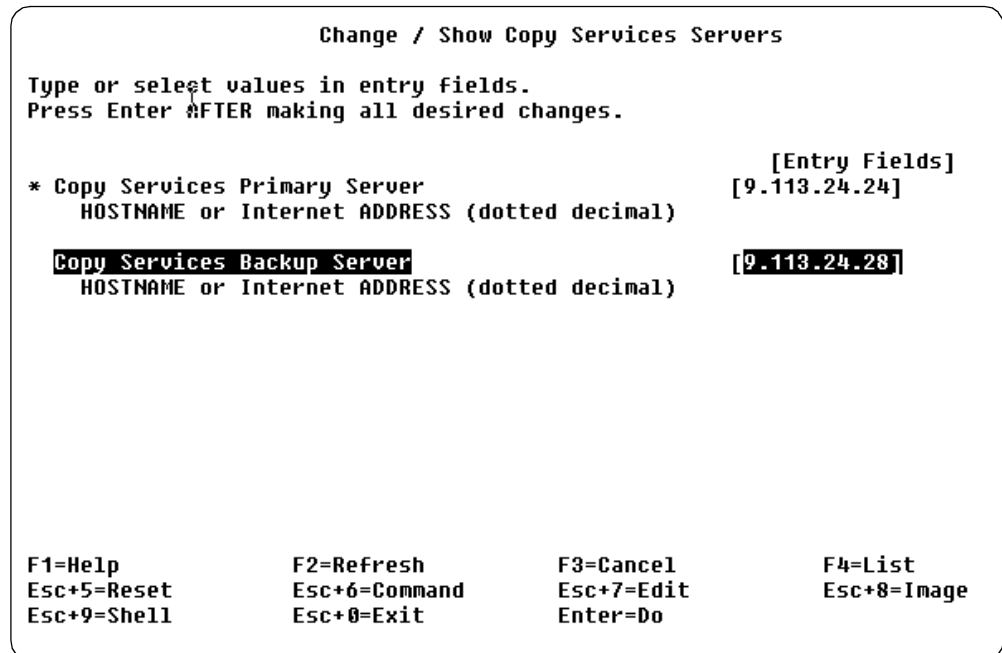 Change / Show Copy Services Servers
Type or select values in entry fields.
Press Enter AFTER making all desired changes.
[Entry Fields]
* Copy Services Primary Server [9.113.24.24]
HOSTNAME or Internet ADDRESS (dotted decimal)
Copy Services Backup Server [9.113.24.28]
HOSTNAME or Internet ADDRESS (dotted decimal)
F1=Help F2=Refresh F3=Cancel F4=List
Esc+5=Reset Esc+6=Command Esc+7=Edit Esc+8=Image
Esc+9=Shell Esc+0=Exit Enter=Do